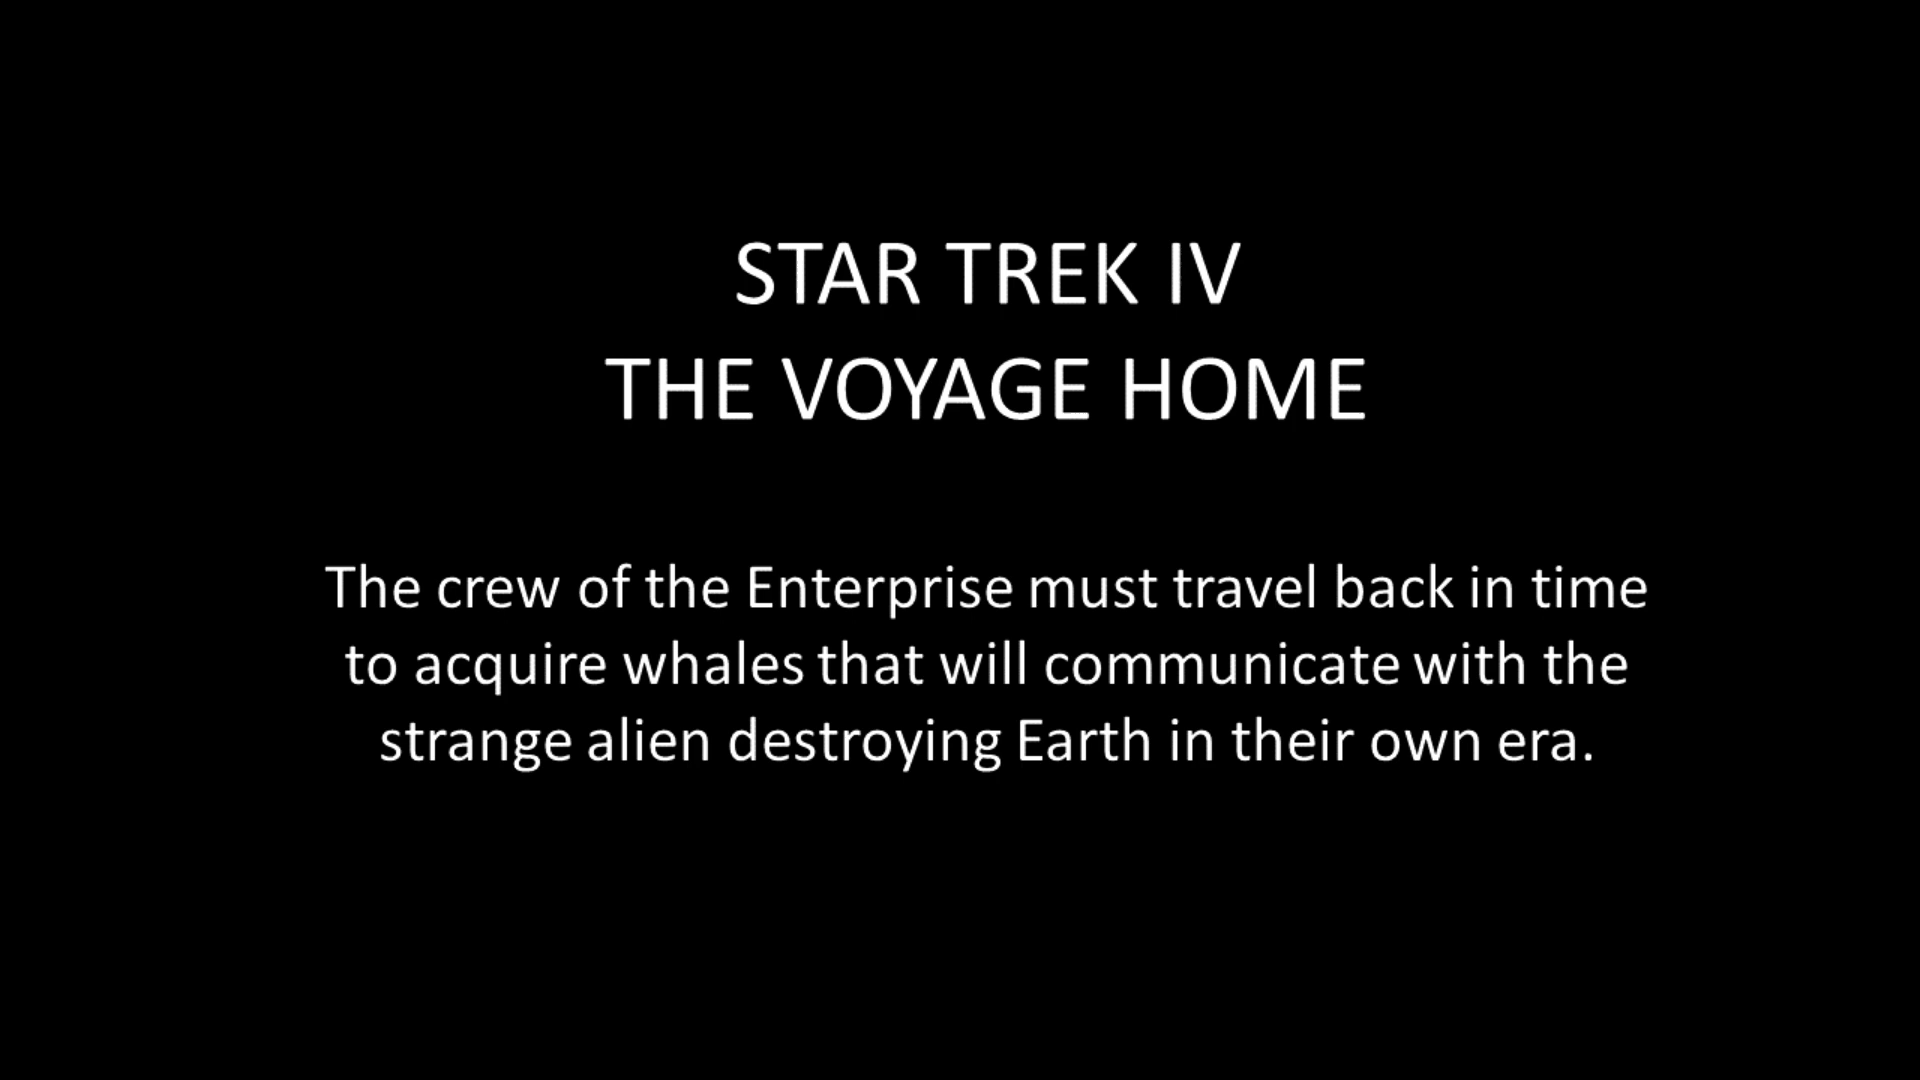 STAR TREK IV
THE VOYAGE HOME
The crew of the Enterprise must travel back in time
to acquire whales that will communicate with the
strange alien destroying Earth in their own era.